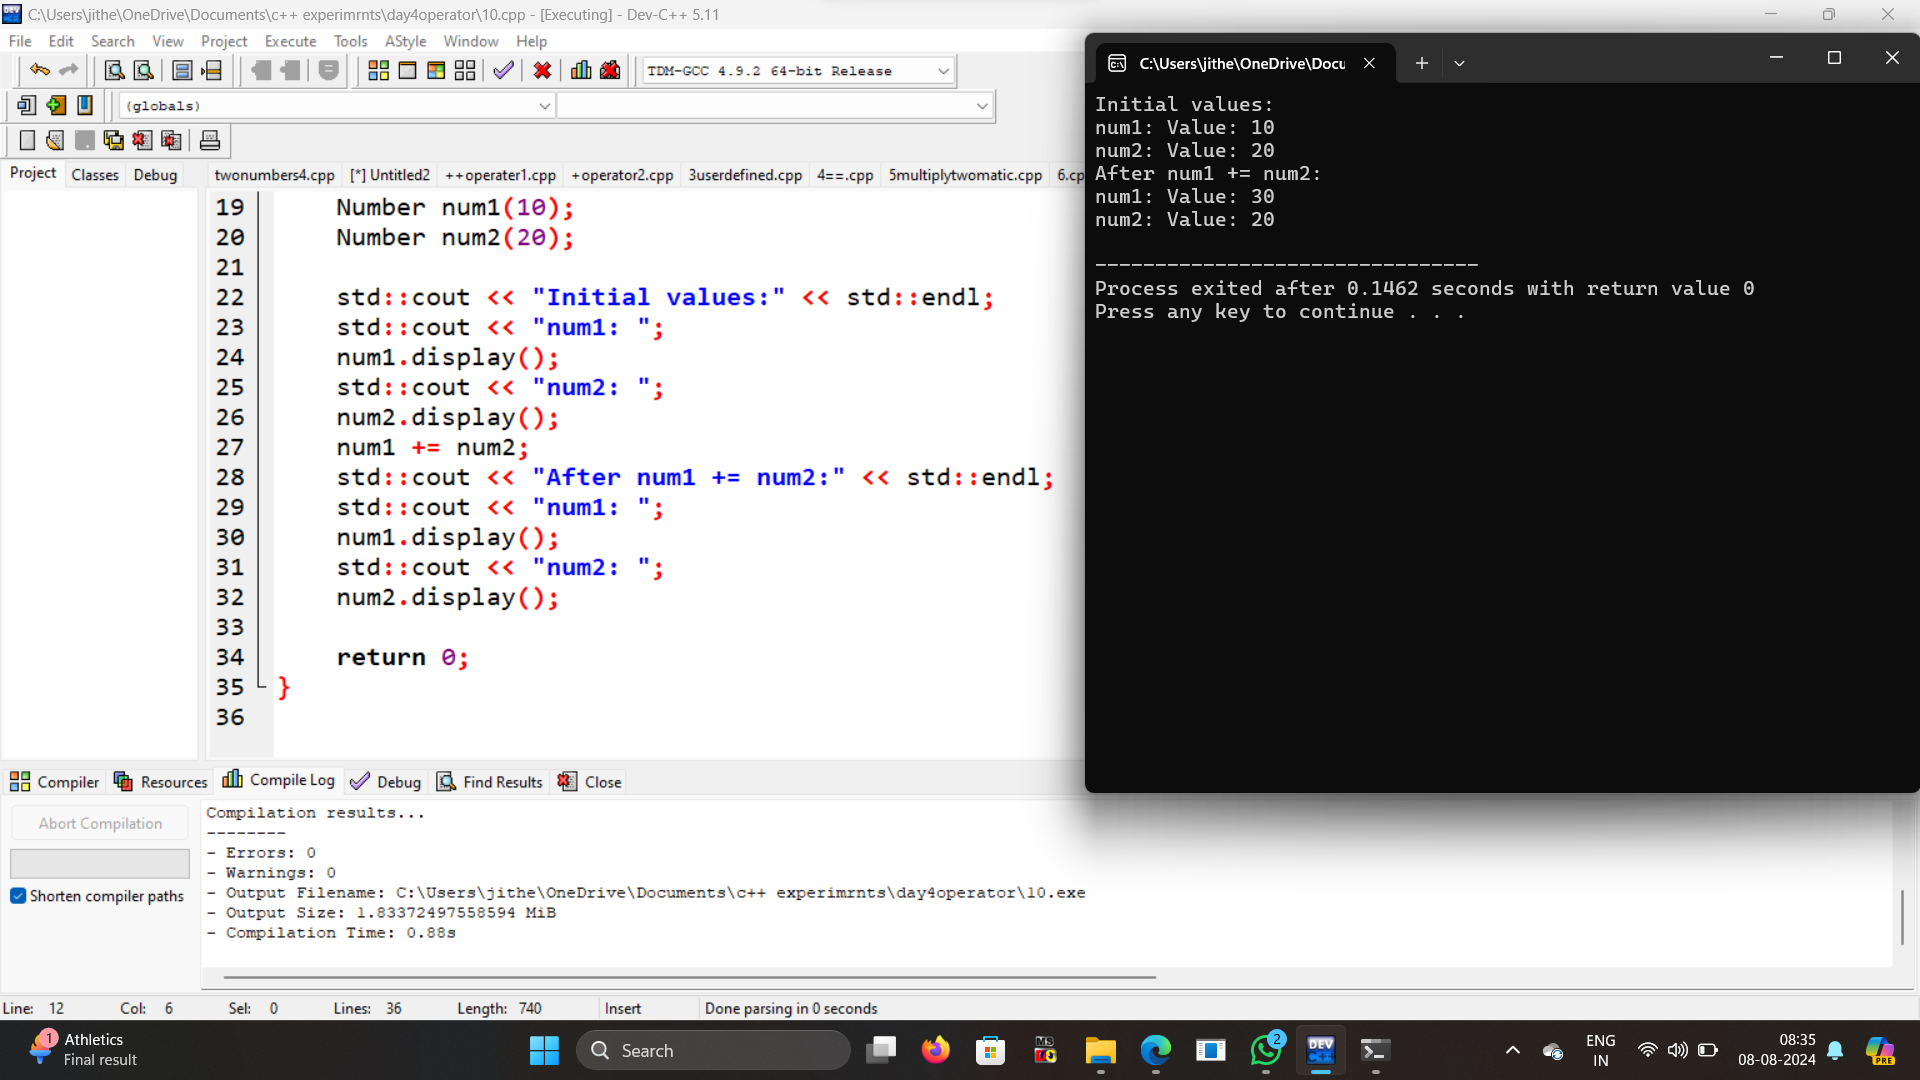 C:\Users\jithe\OneDrive\Documents\c++ experimrnts\day4operator\10.cpp - [Executing] - Dev-C++ 5.11
File Edit Search View Project Execute Tools AStyle Window Help
TDM-GCC 4.9.2 64-bit Release
(globals)
Project Classes Debug
twonumbers4.cpp [*] Untitled2 ++operater1.cpp +operator2.cpp 3userdefined.cpp 4==.cpp 5multiplytwomatic.cpp 6.cp
19 Number num1(10);
20 Number num2(20);
21
22 std::cout << "Initial values:" << std::endl;
23 std::cout << "num1: ";
24 num1.display();
25 std::cout << "num2: ";
26 num2.display();
27 num1 += num2;
28 std::cout << "After num1 += num2:" << std::endl;
29 std::cout << "num1: ";
30 num1.display();
31 std::cout << "num2: ";
32 num2.display();
33
34 return 0;
35 }
36
C:\Users\jithe\OneDrive\Docu
Initial values:
num1: Value: 10
num2: Value: 20
After num1 += num2:
num1: Value: 30
num2: Value: 20
--------------------------------
Process exited after 0.1462 seconds with return value 0
Press any key to continue . . .
Compiler Resources Compile Log Debug Find Results Close
Abort Compilation
Shorten compiler paths
Compilation results...
--------
- Errors: 0
- Warnings: 0
- Output Filename: C:\Users\jithe\OneDrive\Documents\c++ experimrnts\day4operator\10.exe
- Output Size: 1.83372497558594 MiB
- Compilation Time: 0.88s
Line: 12 Col: 6 Sel: 0 Lines: 36 Length: 740 Insert Done parsing in 0 seconds
1
Athletics
Final result
Search
MS
2
DEV
C++
ENG
IN
08:35
08-08-2024
PRE